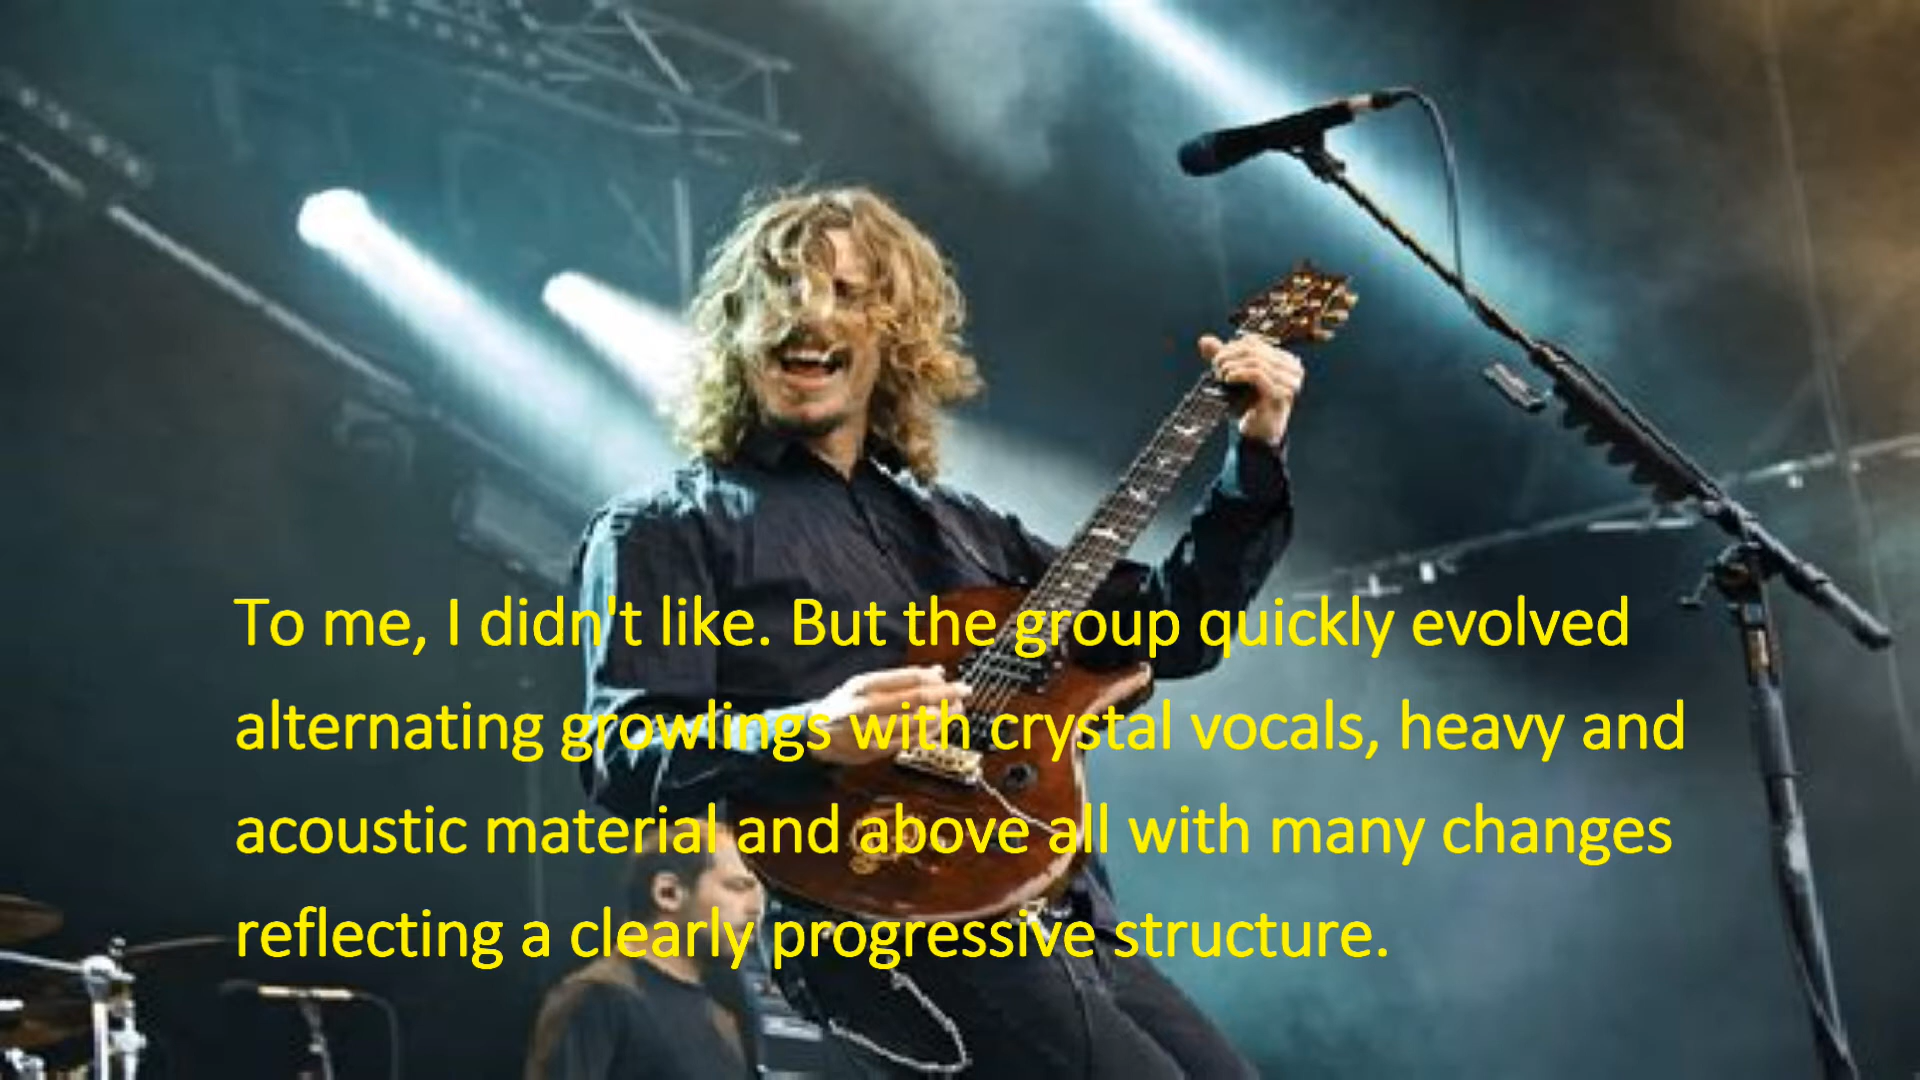 To me, I didn't like. But the group quickly evolved
alternating growlings with crystal vocals, heavy and
acoustic material and above all with many changes
reflecting a clearly progressive structure.